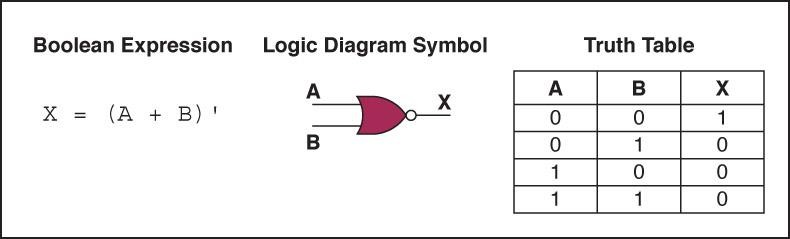 Boolean Expression
Logic Diagram Symbol
Truth Table
X = (A + B)'
A
B
X
A B X
0 0 1
0 1 0
1 0 0
1 1 0